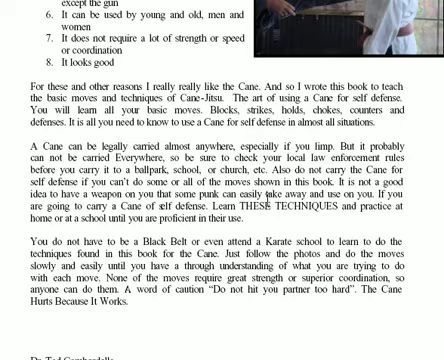 except the gun
6. It can be used by young and old, men and
women
7. It does not require a lot of strength or speed
or coordination
8. It looks good
For these and other reasons I really really like the Cane. And so I wrote this book to teach
the basic moves and techniques of Cane-Jitsu. The art of using a Cane for self defense.
You will learn all your basic moves. Blocks, strikes, holds, chokes, counters and
defenses. It is all you need to know to use a Cane for self defense in almost all situations.
A Cane can be legally carried almost anywhere, especially if you limp. But it probably
can not be carried Everywhere, so be sure to check your local law enforcement rules
before you carry it to a ballpark, school, or church, etc. Also do not carry the Cane for
self defense if you can't do some or all of the moves shown in this book. It is not a good
idea to have a weapon on you that some punk can easily take away and use on you. If you
are going to carry a Cane of self defense. Learn THESE TECHNIQUES and practice at
home or at a school until you are proficient in their use.
You do not have to be a Black Belt or even attend a Karate school to learn to do the
techniques found in this book for the Cane. Just follow the photos and do the moves
slowly and easily until you have a through understanding of what you are trying to do
with each move. None of the moves require great strength or superior coordination, so
anyone can do them. A word of caution “Do not hit you partner too hard”. The Cane
Hurts Because It Works.
Dr. Ted Gambordella